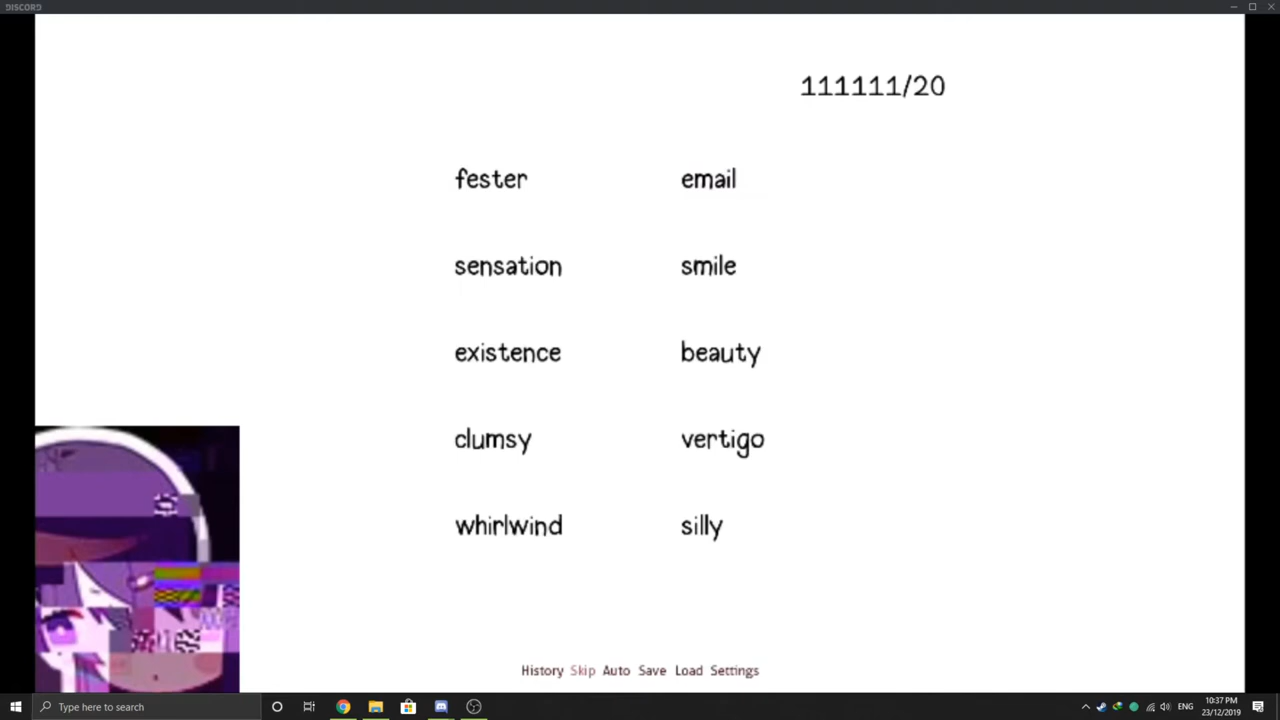 DISCORD
111111/20
fester email
sensation smile
existence beauty
clumsy vertigo
whirlwind silly
History Skip Auto Save Load Settings
Type here to search
ENG
10:37 PM
23/12/2019